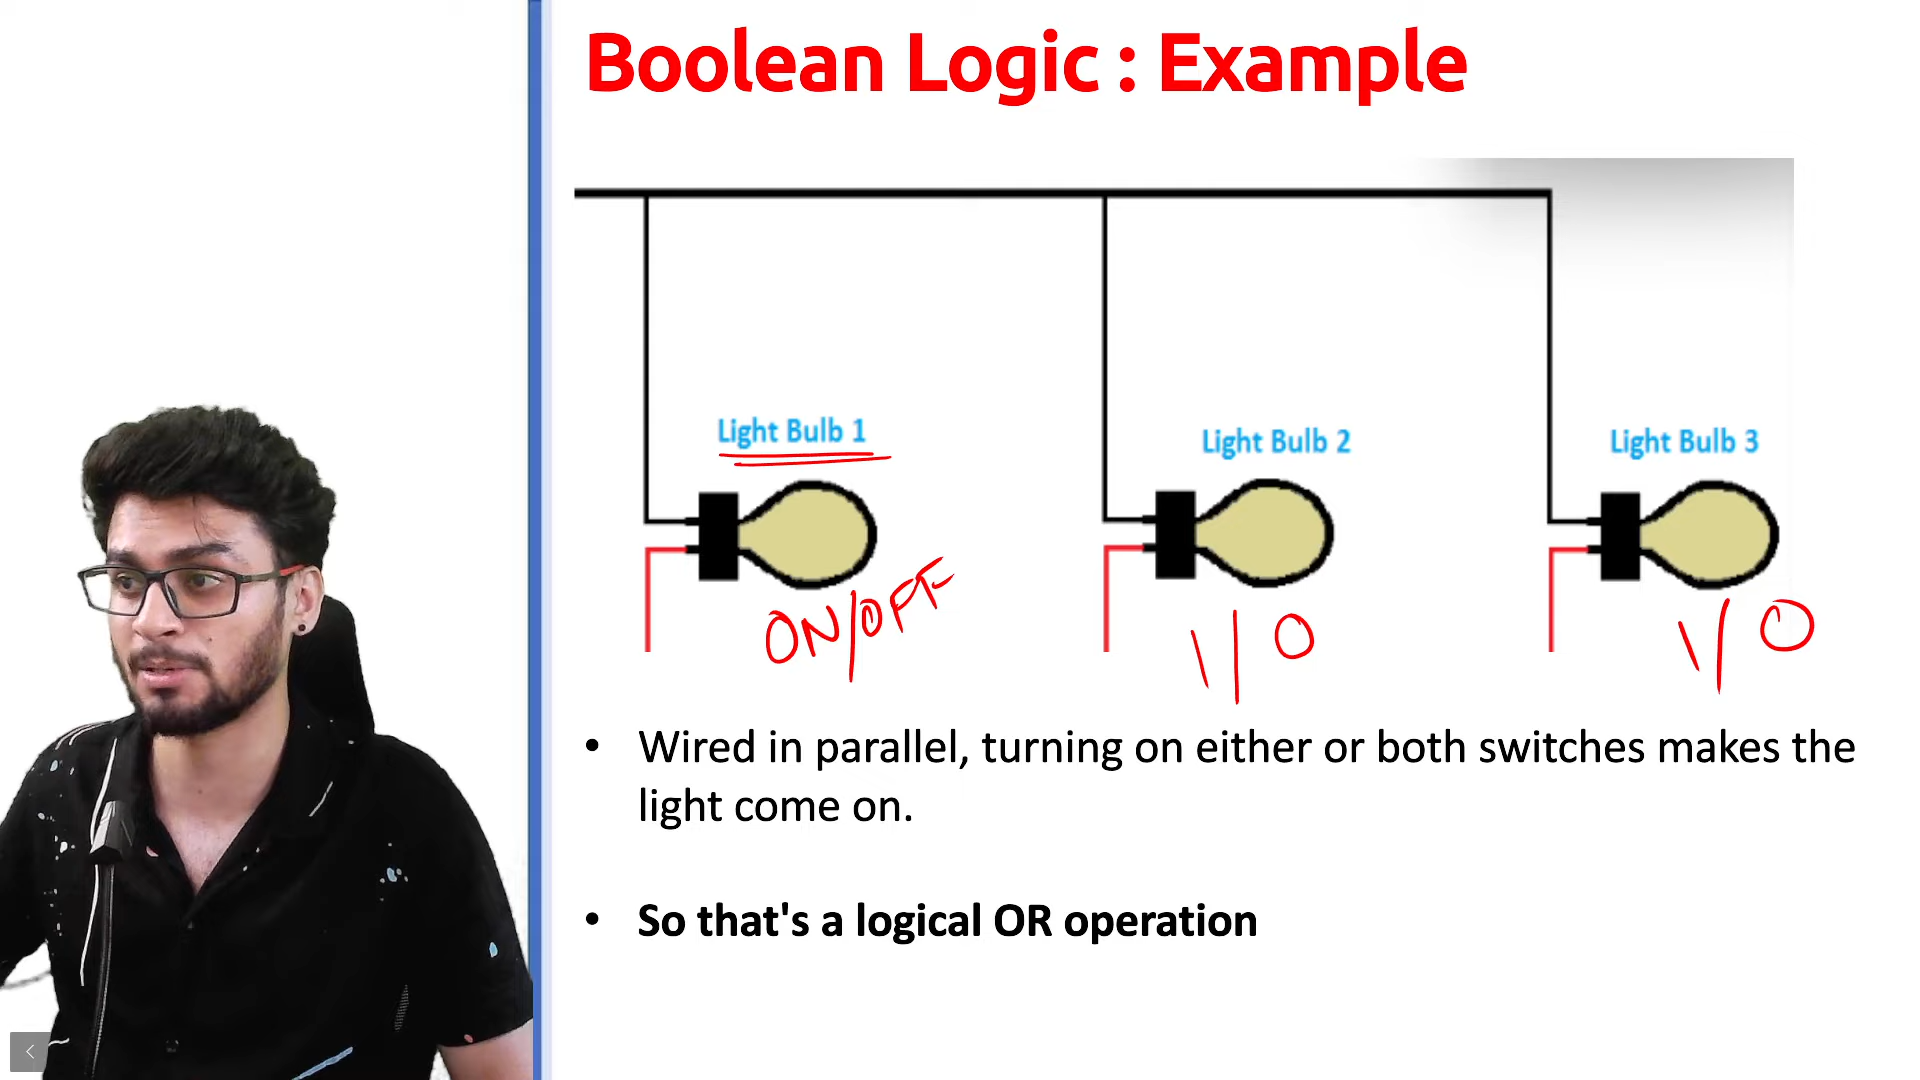 Boolean Logic : Example
Light Bulb 1
Light Bulb 2
Light Bulb 3
ON/OFF
1/0
1/0
• Wired in parallel, turning on either or both switches makes the
light come on.
• So that's a logical OR operation